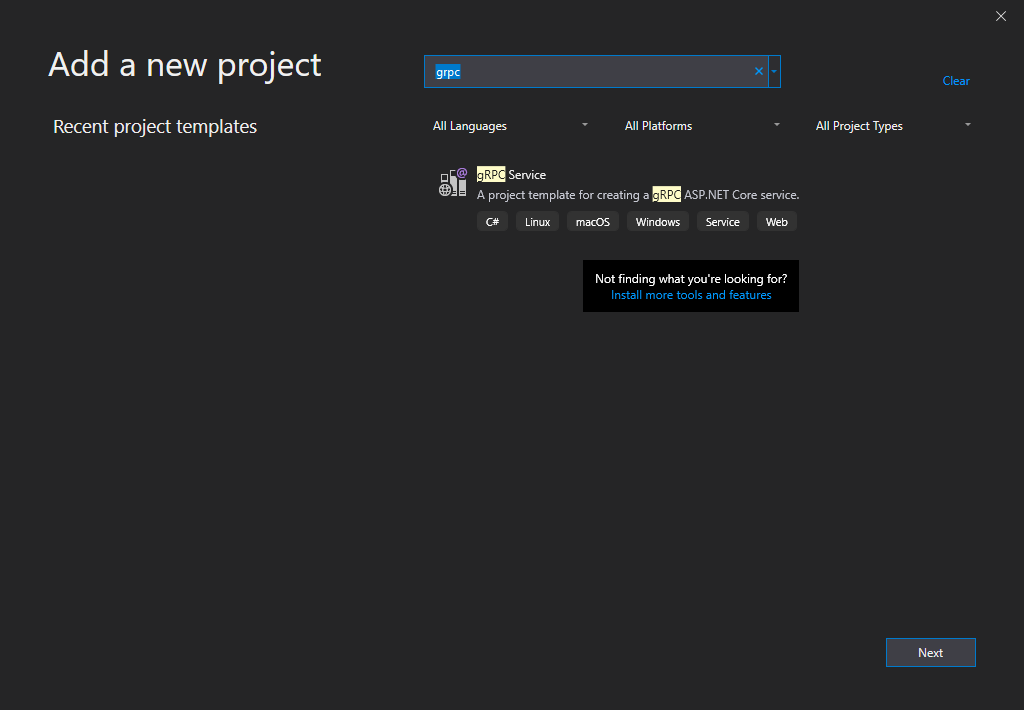 Add a new project
grpc
Clear
Recent project templates
All Languages
All Platforms
All Project Types
gRPC Service
A project template for creating a gRPC ASP.NET Core service.
C# Linux macOS Windows Service Web
Not finding what you're looking for?
Install more tools and features
Next